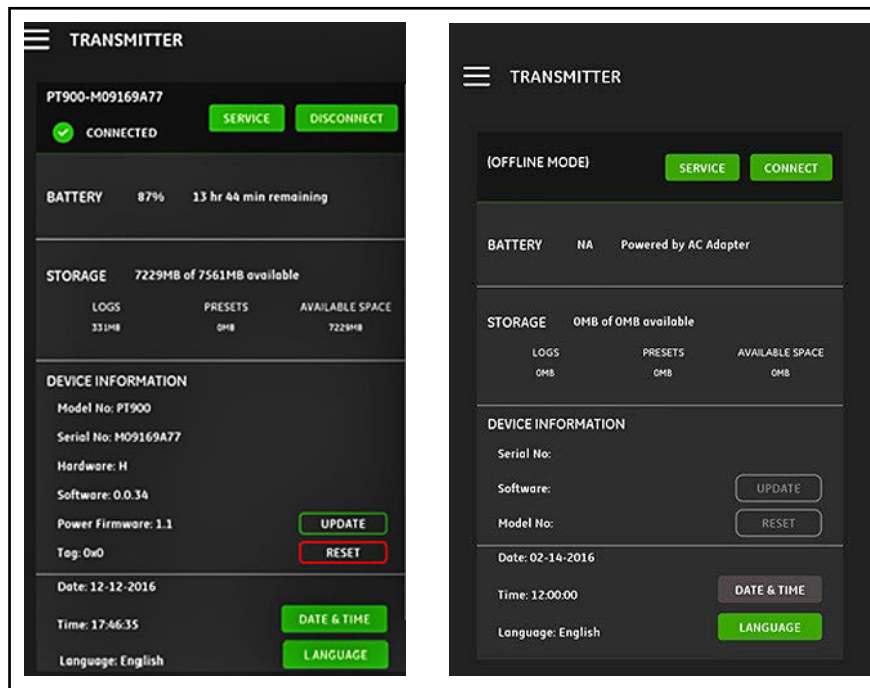 TRANSMITTER
PT900-M09169A77
CONNECTED
SERVICE
DISCONNECT
BATTERY 87% 13 hr 44 min remaining
STORAGE 7229MB of 7561MB available
LOGS PRESETS AVAILABLE SPACE
331MB 0MB 7229MB
DEVICE INFORMATION
Model No: PT900
Serial No: M09169A77
Hardware: H
Software: 0.0.34
Power Firmware: 1.1 UPDATE
Tag: 0x0 RESET
Date: 12-12-2016
Time: 17:46:35 DATE & TIME
Language: English LANGUAGE
TRANSMITTER
(OFFLINE MODE) SERVICE CONNECT
BATTERY NA Powered by AC Adapter
STORAGE 0MB of 0MB available
LOGS PRESETS AVAILABLE SPACE
0MB 0MB 0MB
DEVICE INFORMATION
Serial No:
Software: UPDATE
Model No: RESET
Date: 02-14-2016
Time: 12:00:00 DATE & TIME
Language: English LANGUAGE